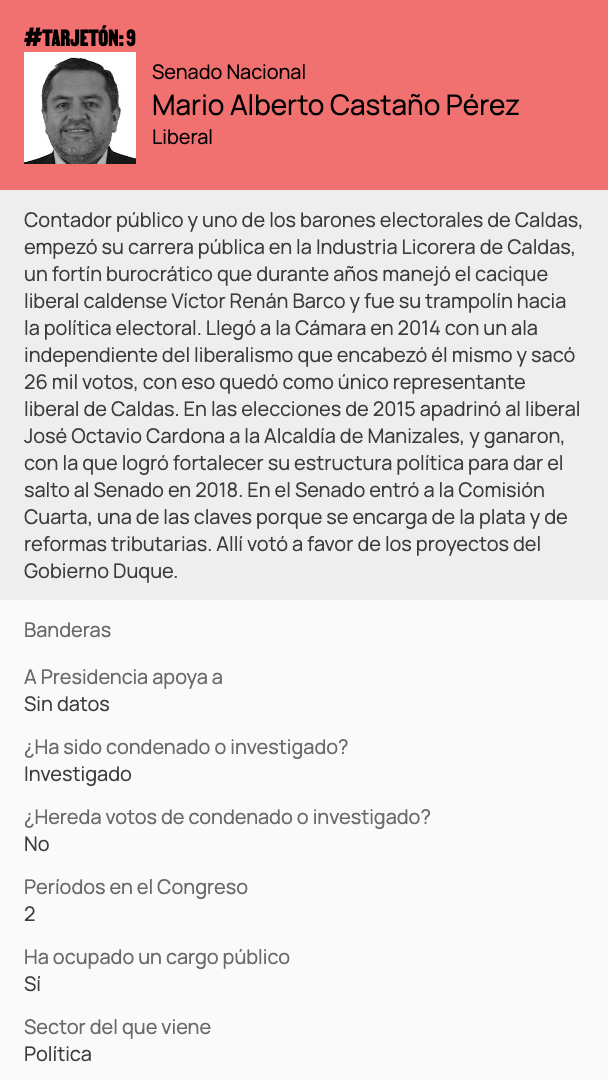 #TARJETÓN: 9
Senado Nacional
Mario Alberto Castaño Pérez
Liberal
Contador público y uno de los barones electorales de Caldas,
empezó su carrera pública en la Industria Licorera de Caldas,
un fortín burocrático que durante años manejó el cacique
liberal caldense Víctor Renán Barco y fue su trampolín hacia
la política electoral. Llegó a la Cámara en 2014 con un ala
independiente del liberalismo que encabezó él mismo y sacó
26 mil votos, con eso quedó como único representante
liberal de Caldas. En las elecciones de 2015 apadrinó al liberal
José Octavio Cardona a la Alcaldía de Manizales, y ganaron,
con la que logró fortalecer su estructura política para dar el
salto al Senado en 2018. En el Senado entró a la Comisión
Cuarta, una de las claves porque se encarga de la plata y de
reformas tributarias. Allí votó a favor de los proyectos del
Gobierno Duque.
Banderas
A Presidencia apoya a
Sin datos
¿Ha sido condenado o investigado?
Investigado
¿Hereda votos de condenado o investigado?
No
Períodos en el Congreso
2
Ha ocupado un cargo público
Sí
Sector del que viene
Política